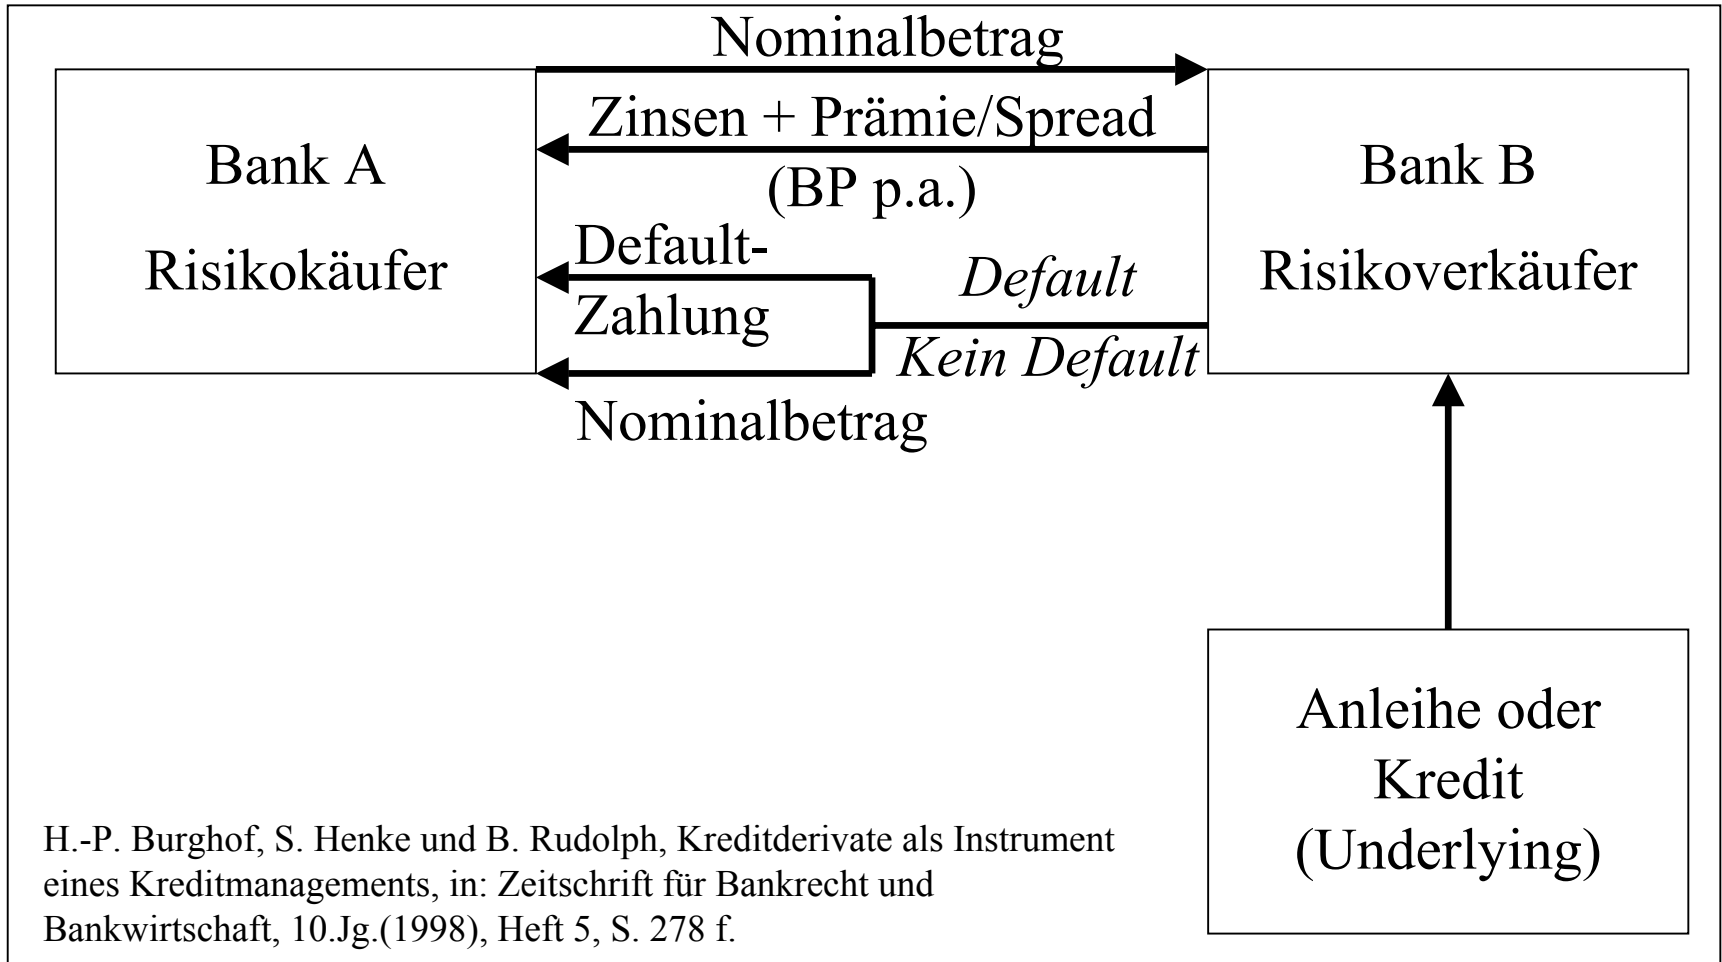 Nominalbetrag
Zinsen + Prämie/Spread
(BP p.a.)
Bank A
Risikokäufer
Default-
Zahlung
Default
Kein Default
Nominalbetrag
Bank B
Risikoverkäufer
Anleihe oder
Kredit
(Underlying)
H.-P. Burghof, S. Henke und B. Rudolph, Kreditderivate als Instrument
eines Kreditmanagements, in: Zeitschrift für Bankrecht und
Bankwirtschaft, 10.Jg.(1998), Heft 5, S. 278 f.